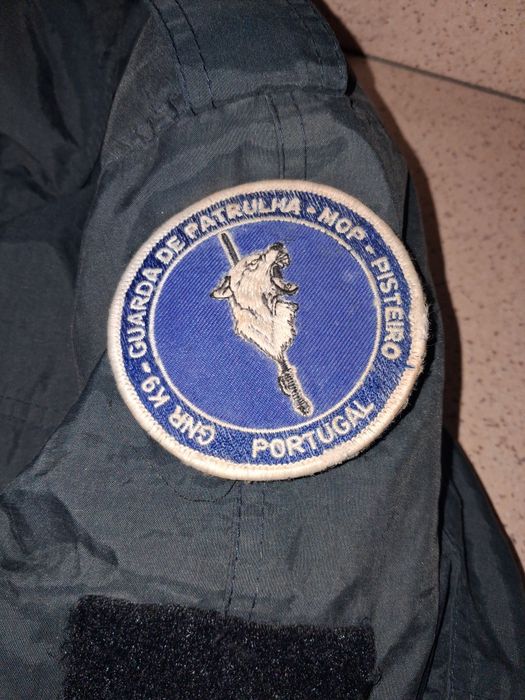 GNR K9 - GUARDA DE PATRULHA - MOP - PISTEIRO
PORTUGAL